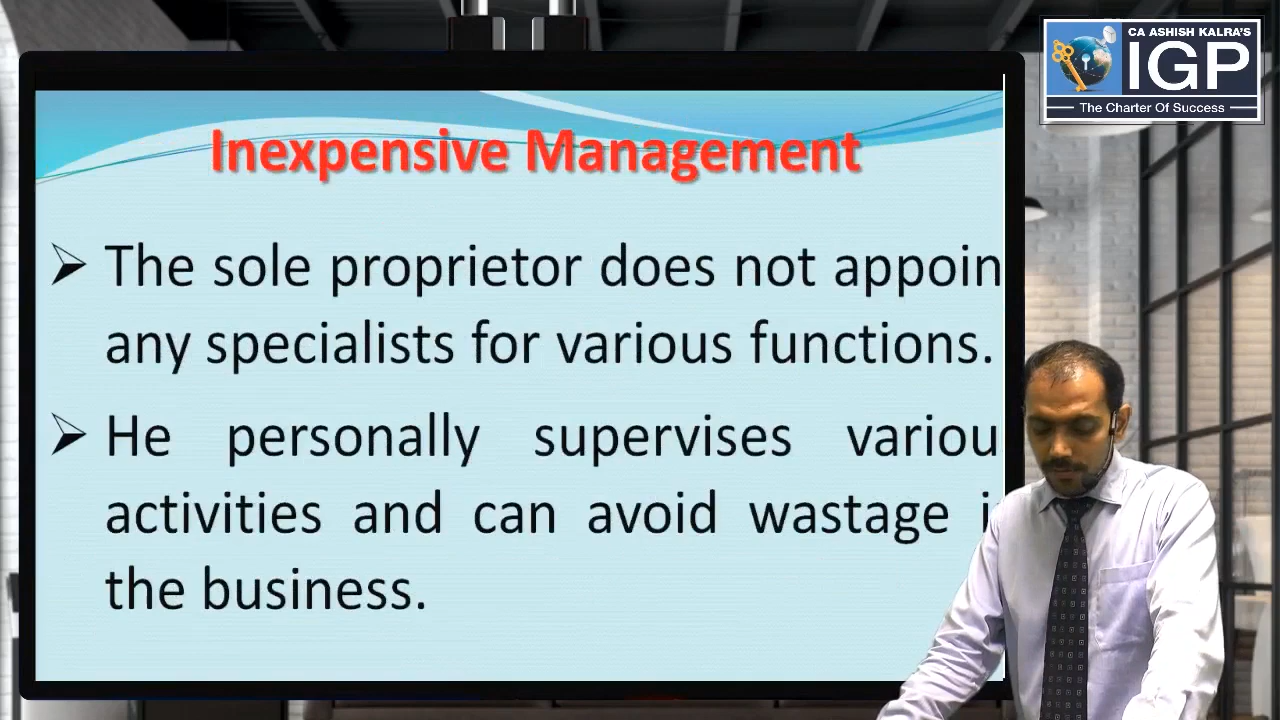 CA ASHISH KALRA'S
IGP
The Charter Of Success
Inexpensive Management
➢ The sole proprietor does not appoin
any specialists for various functions.
➢ He personally supervises variou
activities and can avoid wastage i
the business.